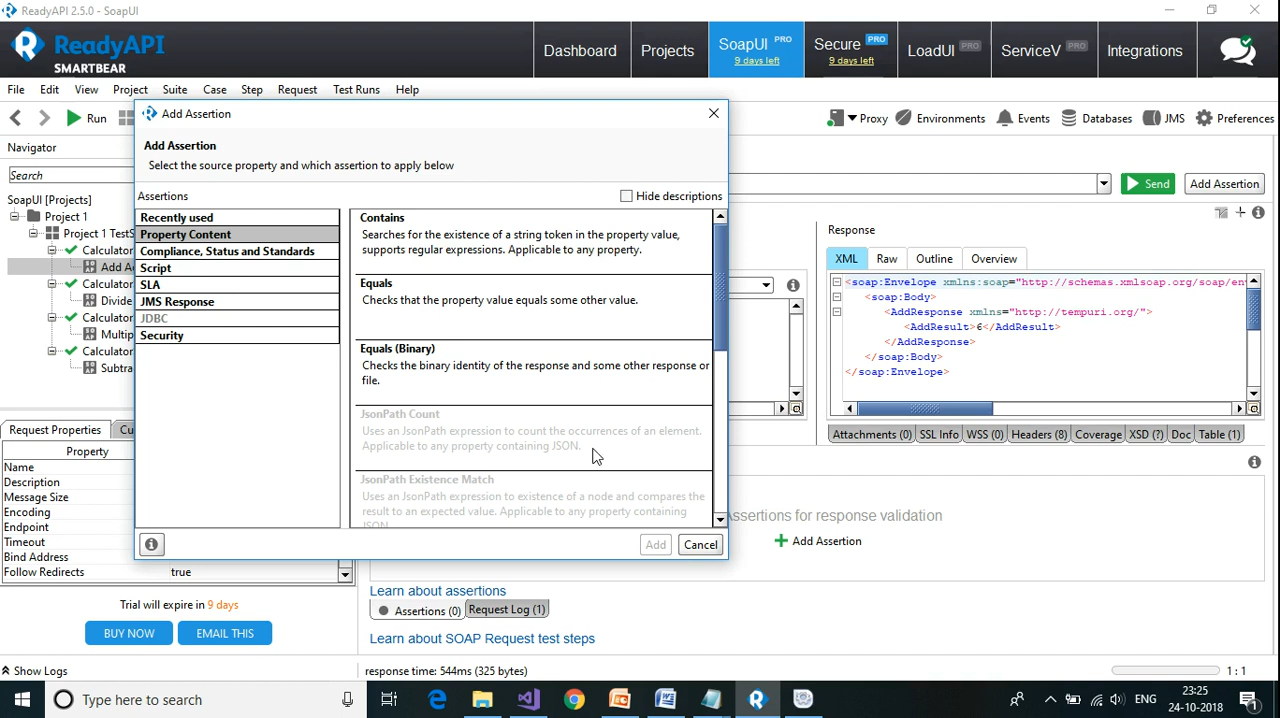 ReadyAPI 2.5.0 - SoapUI
ReadyAPI
SMARTBEAR
Dashboard
Projects
SoapUI PRO
9 days left
Secure PRO
9 days left
LoadUI PRO
ServiceV PRO
Integrations
File Edit View Project Suite Case Step Request Test Runs Help
Run
Proxy Environments Events Databases JMS Preferences
Navigator
Search
SoapUI [Projects]
Project 1
Project 1 TestS
Calculator
Add A
Calculator
Divide
Calculator
Multip
Calculator
Subtra
Add Assertion
Add Assertion
Select the source property and which assertion to apply below
Assertions
Hide descriptions
Recently used
Property Content
Compliance, Status and Standards
Script
SLA
JMS Response
JDBC
Security
Contains
Searches for the existence of a string token in the property value,
supports regular expressions. Applicable to any property.
Equals
Checks that the property value equals some other value.
Equals (Binary)
Checks the binary identity of the response and some other response or
file.
JsonPath Count
Uses an JsonPath expression to count the occurrences of an element.
Applicable to any property containing JSON.
JsonPath Existence Match
Uses an JsonPath expression to existence of a node and compares the
result to an expected value. Applicable to any property containing
JSON.
Add
Cancel
Send
Add Assertion
Response
XML Raw Outline Overview
<soap:Envelope xmlns:soap="http://schemas.xmlsoap.org/soap/en
<soap:Body>
<AddResponse xmlns="http://tempuri.org/">
<AddResult>6</AddResult>
</AddResponse>
</soap:Body>
</soap:Envelope>
Attachments (0) SSL Info WSS (0) Headers (8) Coverage XSD (?) Doc Table (1)
Assertions for response validation
Add Assertion
Request Properties
Cu
Property
Name
Description
Message Size
Encoding
Endpoint
Timeout
Bind Address
Follow Redirects true
Trial will expire in 9 days
BUY NOW
EMAIL THIS
Learn about assertions
Assertions (0) Request Log (1)
Learn about SOAP Request test steps
Show Logs
response time: 544ms (325 bytes)
1 : 1
Type here to search
ENG
23:25
24-10-2018
1